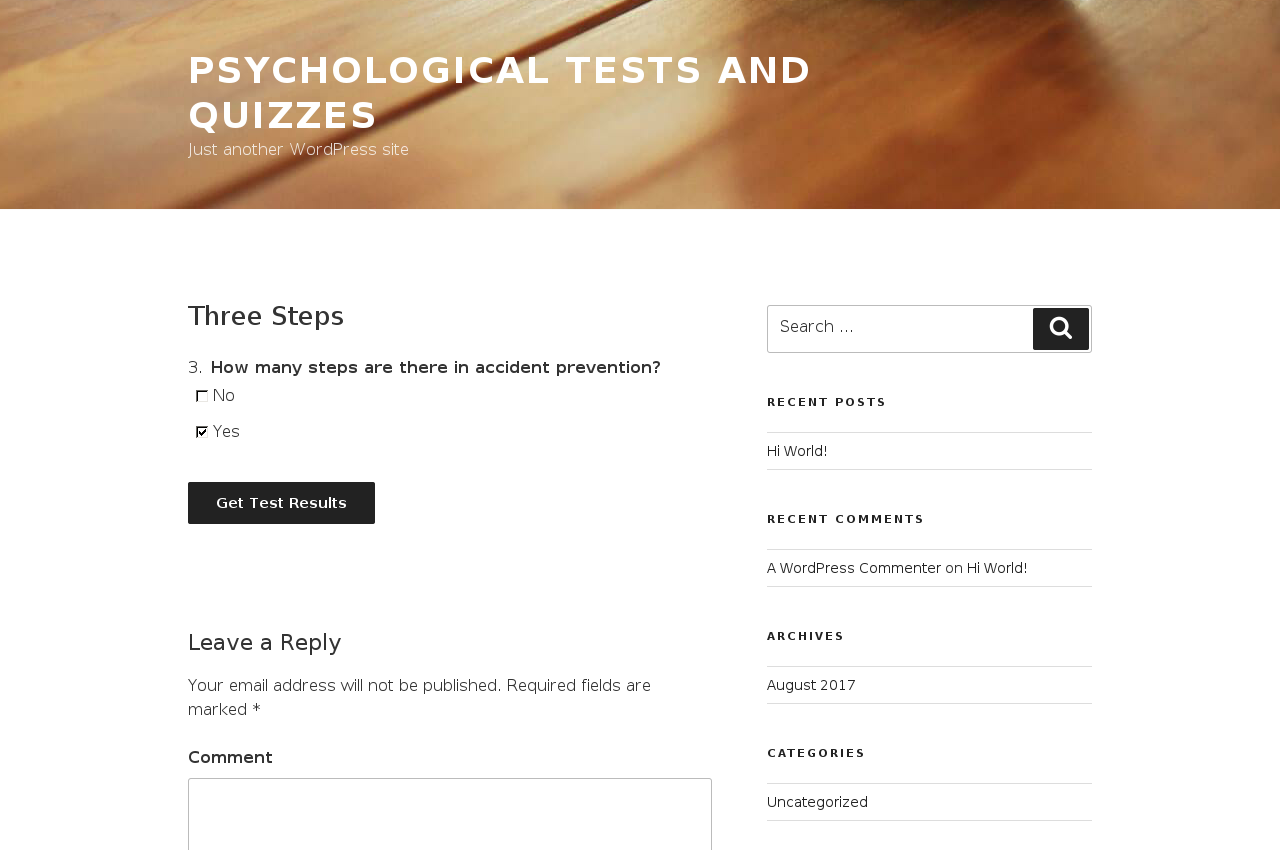 PSYCHOLOGICAL TESTS AND
QUIZZES
Just another WordPress site
Three Steps
3. How many steps are there in accident prevention?
No
Yes
Get Test Results
Leave a Reply
Your email address will not be published. Required fields are
marked *
Comment
Search …
RECENT POSTS
Hi World!
RECENT COMMENTS
A WordPress Commenter on Hi World!
ARCHIVES
August 2017
CATEGORIES
Uncategorized